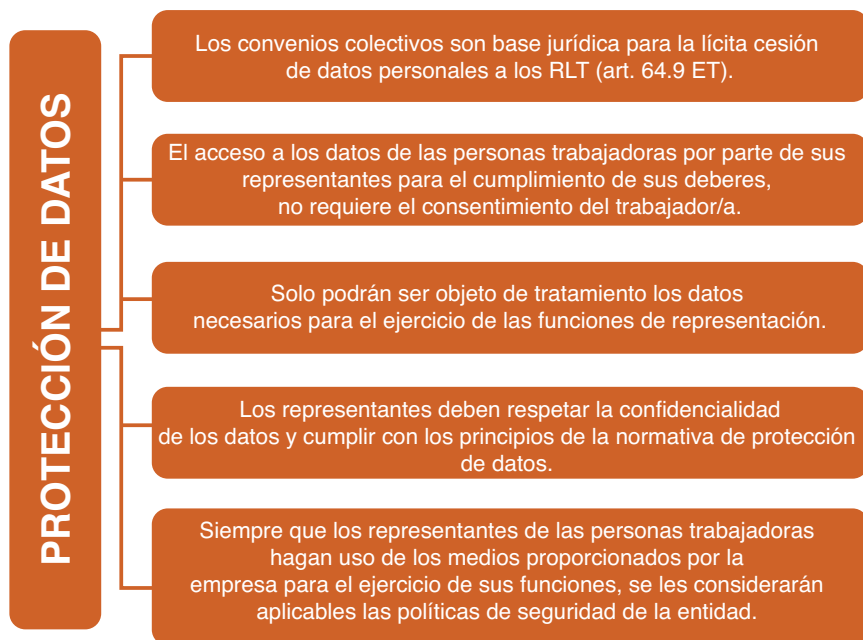 PROTECCIÓN DE DATOS
Los convenios colectivos son base jurídica para la lícita cesión
de datos personales a los RLT (art. 64.9 ET).
El acceso a los datos de las personas trabajadoras por parte de sus
representantes para el cumplimiento de sus deberes,
no requiere el consentimiento del trabajador/a.
Solo podrán ser objeto de tratamiento los datos
necesarios para el ejercicio de las funciones de representación.
Los representantes deben respetar la confidencialidad
de los datos y cumplir con los principios de la normativa de protección
de datos.
Siempre que los representantes de las personas trabajadoras
hagan uso de los medios proporcionados por la
empresa para el ejercicio de sus funciones, se les considerarán
aplicables las políticas de seguridad de la entidad.